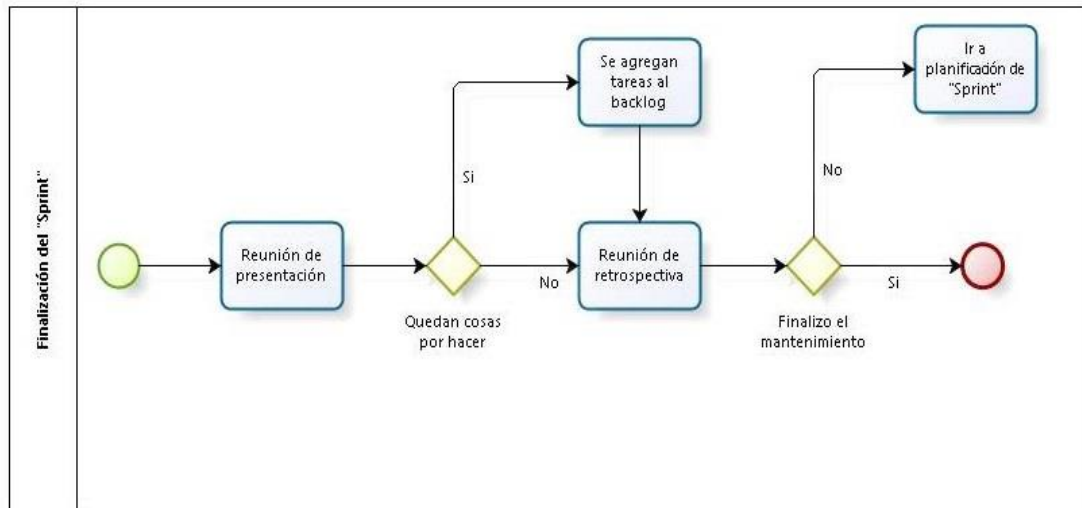 Finalización del "Sprint"
Reunión de
presentación
Quedan cosas
por hacer
Si
No
Se agregan
tareas al
backlog
Reunión de
retrospectiva
Finalizo el
mantenimiento
No
Si
Ir a
planificación de
"Sprint"